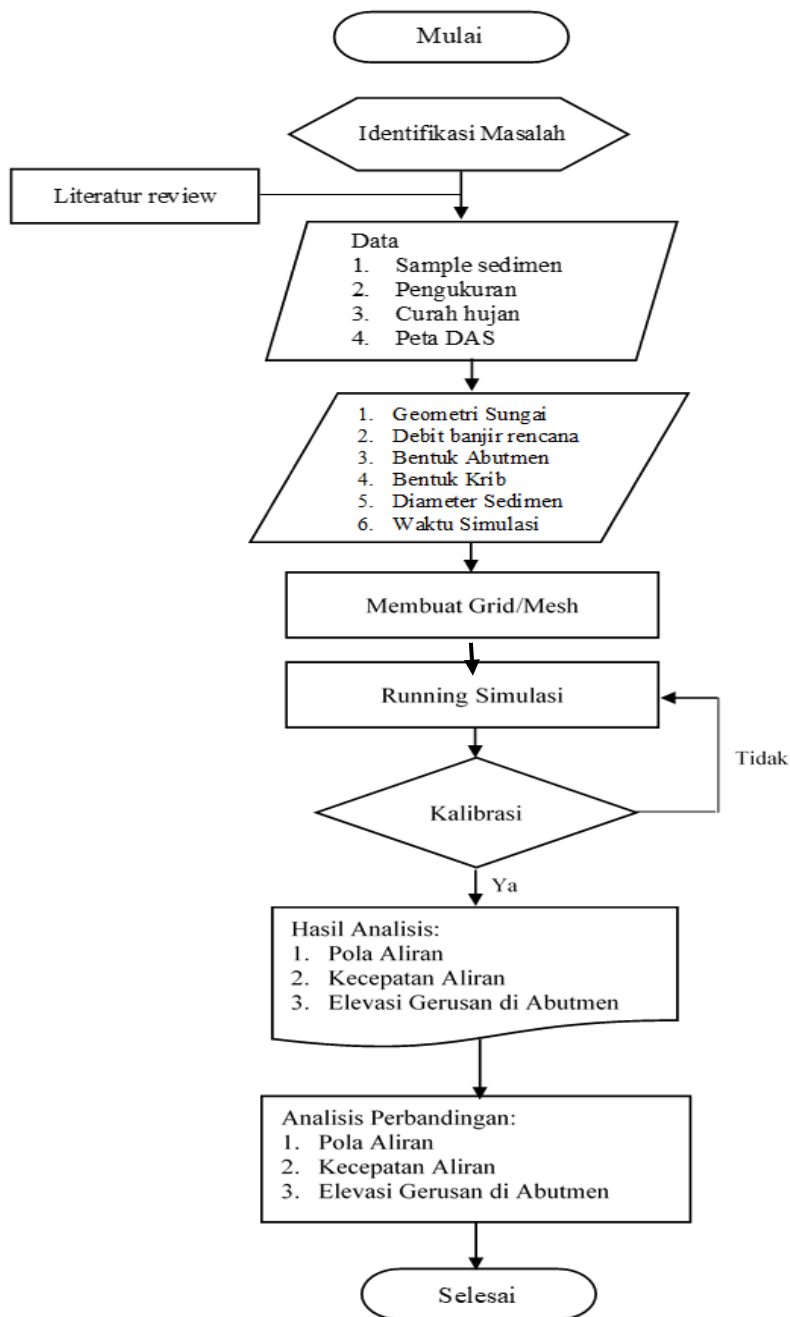 Mulai
Identifikasi Masalah
Literatur review
Data
1. Sample sedimen
2. Pengukuran
3. Curah hujan
4. Peta DAS
1. Geometri Sungai
2. Debit banjir rencana
3. Bentuk Abutmen
4. Bentuk Krib
5. Diameter Sedimen
6. Waktu Simulasi
Membuat Grid/Mesh
Running Simulasi
Tidak
Kalibrasi
Ya
Hasil Analisis:
1. Pola Aliran
2. Kecepatan Aliran
3. Elevasi Gerusan di Abutmen
Analisis Perbandingan:
1. Pola Aliran
2. Kecepatan Aliran
3. Elevasi Gerusan di Abutmen
Selesai